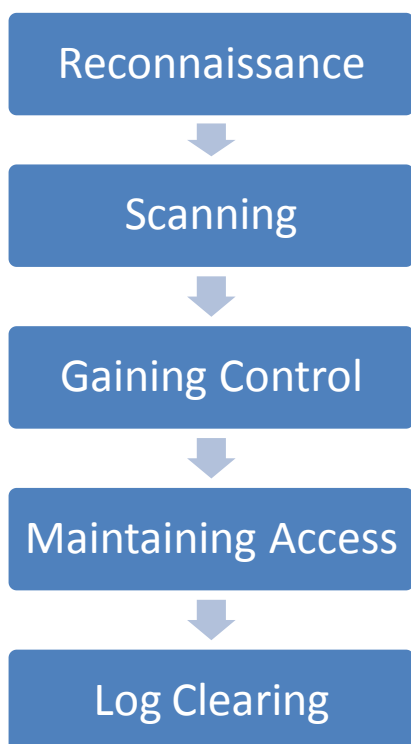 Reconnaissance
Scanning
Gaining Control
Maintaining Access
Log Clearing